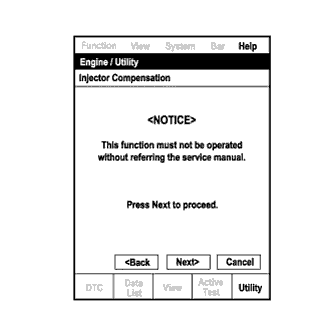 Function View System Bar Help
Engine / Utility
Injector Compensation
<NOTICE>
This function must not be operated
without referring the service manual.
Press Next to proceed.
<Back Next> Cancel
DTC Data List View Active Test Utility